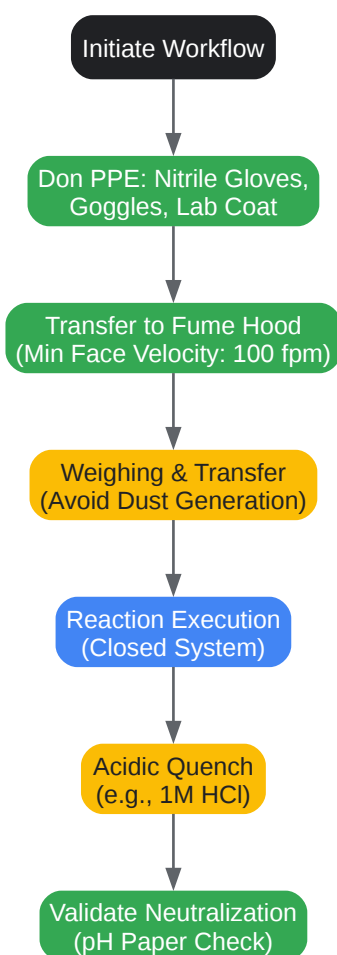 Initiate Workflow
Don PPE: Nitrile Gloves,
Goggles, Lab Coat
Transfer to Fume Hood
(Min Face Velocity: 100 fpm)
Weighing & Transfer
(Avoid Dust Generation)
Reaction Execution
(Closed System)
Acidic Quench
(e.g., 1M HCl)
Validate Neutralization
(pH Paper Check)